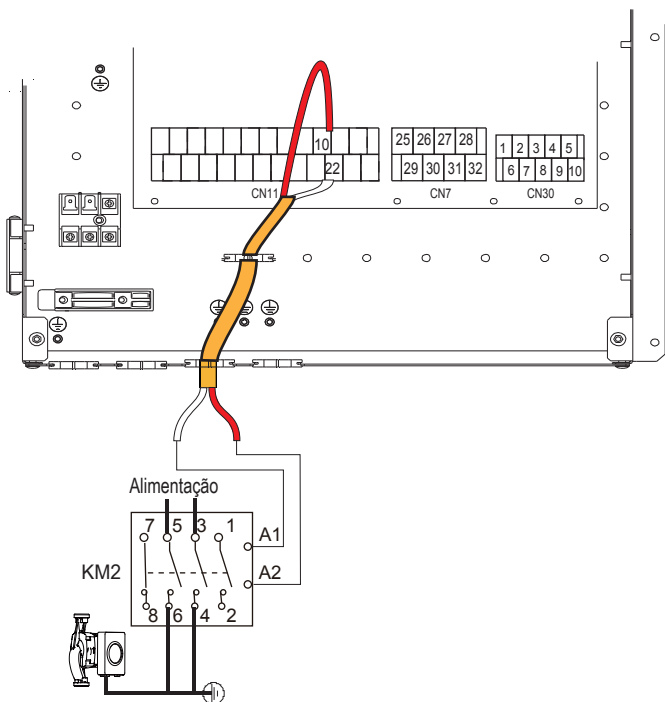 25 26 27 28
1 2 3 4 5
10
22
29 30 31 32
6 7 8 9 10
CN11
CN7
CN30
Alimentação
7 5 3 1
A1
KM2
A2
8 6 4 2